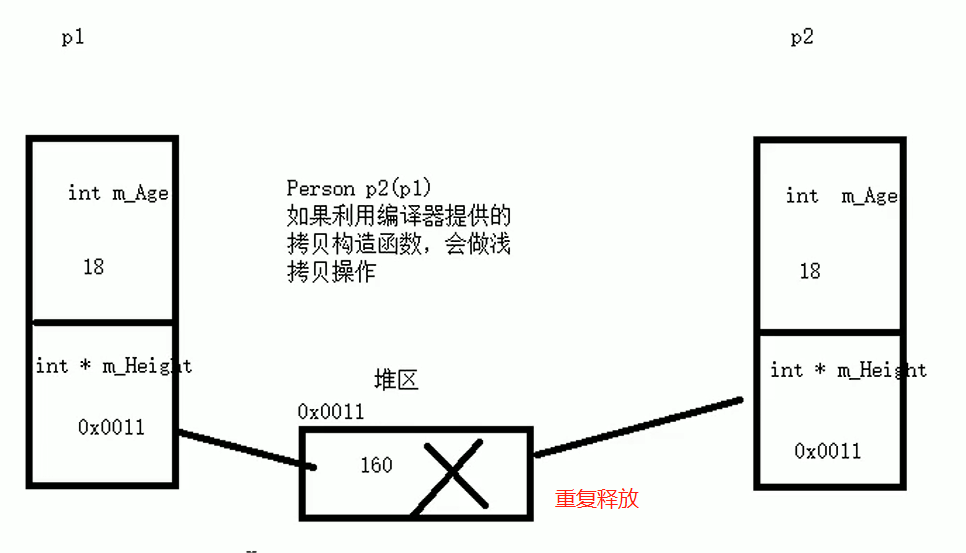 p1
p2
int m_Age
18
Person p2(p1)
如果利用编译器提供的
拷贝构造函数，会做浅
拷贝操作
int m_Age
18
int * m_Height
0x0011
堆区
0x0011
160
重复释放
int * m_Height
0x0011